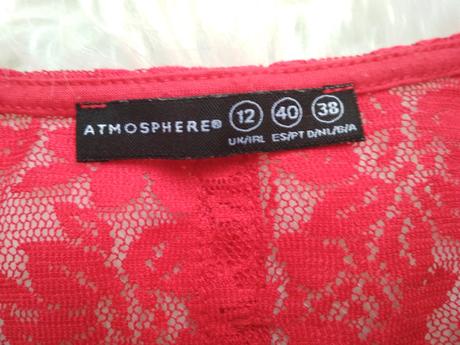 ATMOSPHERE® 12 40 38
UK/IRL ES/PT D/NL/B/A